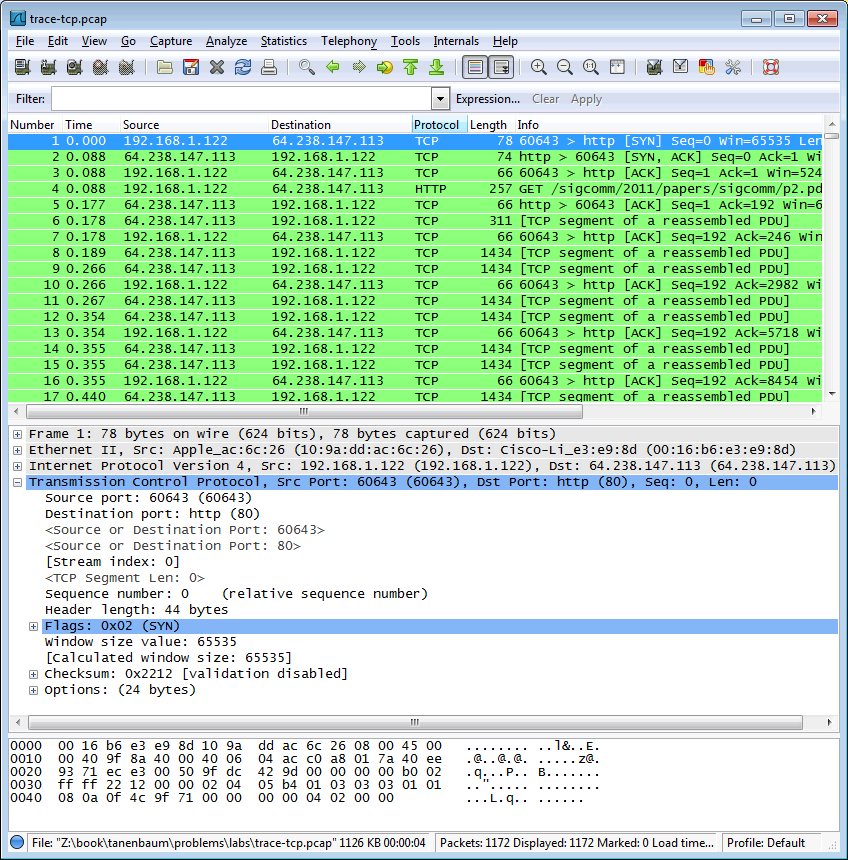 trace-tcp.pcap
File Edit View Go Capture Analyze Statistics Telephony Tools Internals Help
Filter: Expression... Clear Apply
Number Time Source Destination Protocol Length Info
1 0.000 192.168.1.122 64.238.147.113 TCP 78 60643 > http [SYN] Seq=0 Win=65535 Len
2 0.088 64.238.147.113 192.168.1.122 TCP 74 http > 60643 [SYN, ACK] Seq=0 Ack=1 Wi
3 0.088 192.168.1.122 64.238.147.113 TCP 66 60643 > http [ACK] Seq=1 Ack=1 Win=524
4 0.088 192.168.1.122 64.238.147.113 HTTP 257 GET /sigcomm/2011/papers/sigcomm/p2.pd
5 0.177 64.238.147.113 192.168.1.122 TCP 66 http > 60643 [ACK] Seq=1 Ack=192 Win=6
6 0.178 64.238.147.113 192.168.1.122 TCP 311 [TCP segment of a reassembled PDU]
7 0.178 192.168.1.122 64.238.147.113 TCP 66 60643 > http [ACK] Seq=192 Ack=246 Win
8 0.189 64.238.147.113 192.168.1.122 TCP 1434 [TCP segment of a reassembled PDU]
9 0.266 64.238.147.113 192.168.1.122 TCP 1434 [TCP segment of a reassembled PDU]
10 0.266 192.168.1.122 64.238.147.113 TCP 66 60643 > http [ACK] Seq=192 Ack=2982 Wi
11 0.267 64.238.147.113 192.168.1.122 TCP 1434 [TCP segment of a reassembled PDU]
12 0.354 64.238.147.113 192.168.1.122 TCP 1434 [TCP segment of a reassembled PDU]
13 0.354 192.168.1.122 64.238.147.113 TCP 66 60643 > http [ACK] Seq=192 Ack=5718 Wi
14 0.355 64.238.147.113 192.168.1.122 TCP 1434 [TCP segment of a reassembled PDU]
15 0.355 64.238.147.113 192.168.1.122 TCP 1434 [TCP segment of a reassembled PDU]
16 0.355 192.168.1.122 64.238.147.113 TCP 66 60643 > http [ACK] Seq=192 Ack=8454 Wi
17 0.440 64.238.147.113 192.168.1.122 TCP 1434 [TCP segment of a reassembled PDU]
Frame 1: 78 bytes on wire (624 bits), 78 bytes captured (624 bits)
Ethernet II, Src: Apple_ac:6c:26 (10:9a:dd:ac:6c:26), Dst: Cisco-Li_e3:e9:8d (00:16:b6:e3:e9:8d)
Internet Protocol Version 4, Src: 192.168.1.122 (192.168.1.122), Dst: 64.238.147.113 (64.238.147.113)
Transmission Control Protocol, Src Port: 60643 (60643), Dst Port: http (80), Seq: 0, Len: 0
Source port: 60643 (60643)
Destination port: http (80)
<Source or Destination Port: 60643>
<Source or Destination Port: 80>
[Stream index: 0]
<TCP Segment Len: 0>
Sequence number: 0 (relative sequence number)
Header length: 44 bytes
Flags: 0x02 (SYN)
Window size value: 65535
[Calculated window size: 65535]
Checksum: 0x2212 [validation disabled]
Options: (24 bytes)
0000 00 16 b6 e3 e9 8d 10 9a dd ac 6c 26 08 00 45 00 ........ ..l&..E.
0010 00 40 9f 8a 40 00 40 06 04 ac c0 a8 01 7a 40 ee .@..@.@. .....z@.
0020 93 71 ec e3 00 50 9f dc 42 9d 00 00 00 00 b0 02 .q...P.. B.......
0030 ff ff 22 12 00 00 02 04 05 b4 01 03 03 03 01 01 .."..... ........
0040 08 0a 0f 4c 9f 71 00 00 00 00 04 02 00 00 ...L.q.. ......
File: "Z:\book\tanenbaum\problems\labs\trace-tcp.pcap" 1126 KB 00:00:04 Packets: 1172 Displayed: 1172 Marked: 0 Load time... Profile: Default